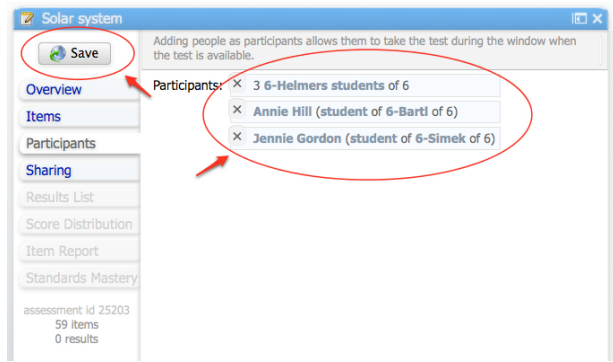 Solar system
Save
Adding people as participants allows them to take the test during the window when
the test is available.
Overview
Items
Participants
Sharing
Results List
Score Distribution
Item Report
Standards Mastery
assessment id 25203
59 items
0 results
Participants:
× 3 6-Helmers students of 6
× Annie Hill (student of 6-Bartl of 6)
× Jennie Gordon (student of 6-Simek of 6)